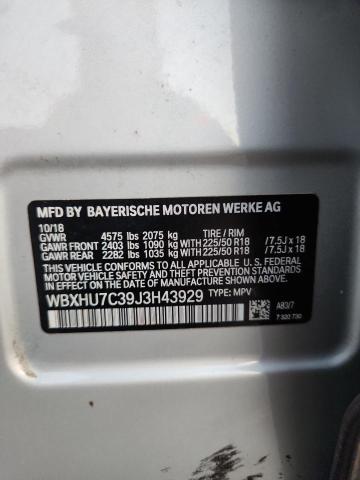 MFD BY BAYERISCHE MOTOREN WERKE AG
10/18
GVWR 4575 lbs 2075 kg TIRE / RIM
GAWR FRONT 2403 lbs 1090 kg WITH 225/50 R18 /7.5J x 18
GAWR REAR 2282 lbs 1035 kg WITH 225/50 R18 /7.5J x 18
THIS VEHICLE CONFORMS TO ALL APPLICABLE U.S. FEDERAL
MOTOR VEHICLE SAFETY, BUMPER, AND THEFT PREVENTION
STANDARDS IN EFFECT ON THE DATE OF MANUFACTURE SHOWN ABOVE.
WBXHU7C39J3H43929 TYPE: MPV
A83/7
7 322 730